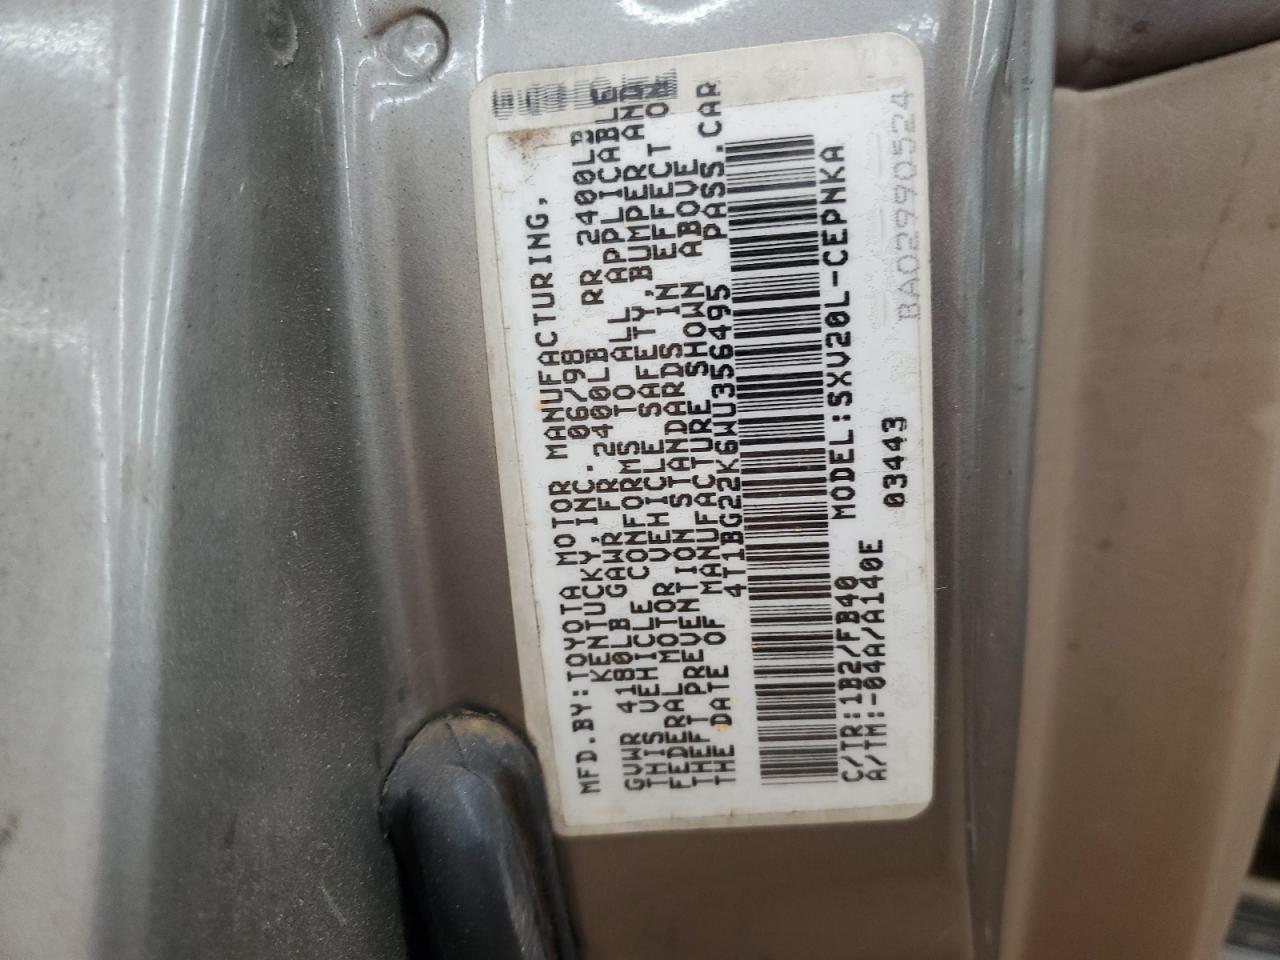 MFD.BY:TOYOTA MOTOR MANUFACTURING,
KENTUCKY,INC. 06/98
GVWR 4180LB GAWR FR 2400LB RR 2400LB
THIS VEHICLE CONFORMS TO ALL APPLICABLE
FEDERAL MOTOR VEHICLE SAFETY,BUMPER AND
THEFT PREVENTION STANDARDS IN EFFECT ON
THE DATE OF MANUFACTURE SHOWN ABOVE
4T1BG22K6WU356495 PASS.CAR
C/TR:1B2/FB40 MODEL:SXV20L-CEPNKA
A/TM:-04A/A140E 03443
BA02990524